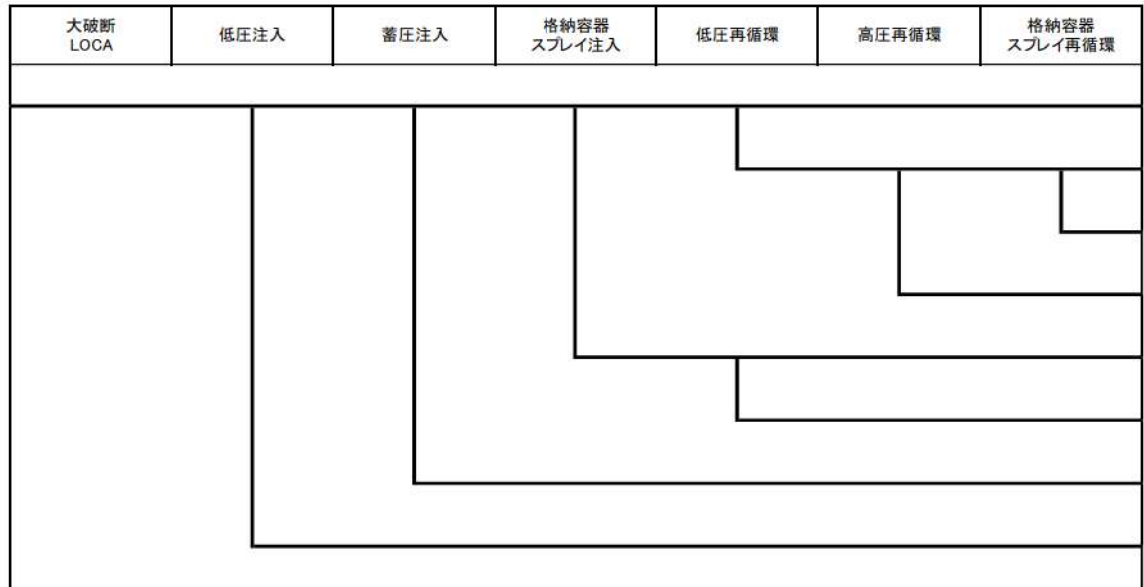 大破断
LOCA
低圧注入
蓄圧注入
格納容器
スプレイ注入
低圧再循環
高圧再循環
格納容器
スプレイ再循環